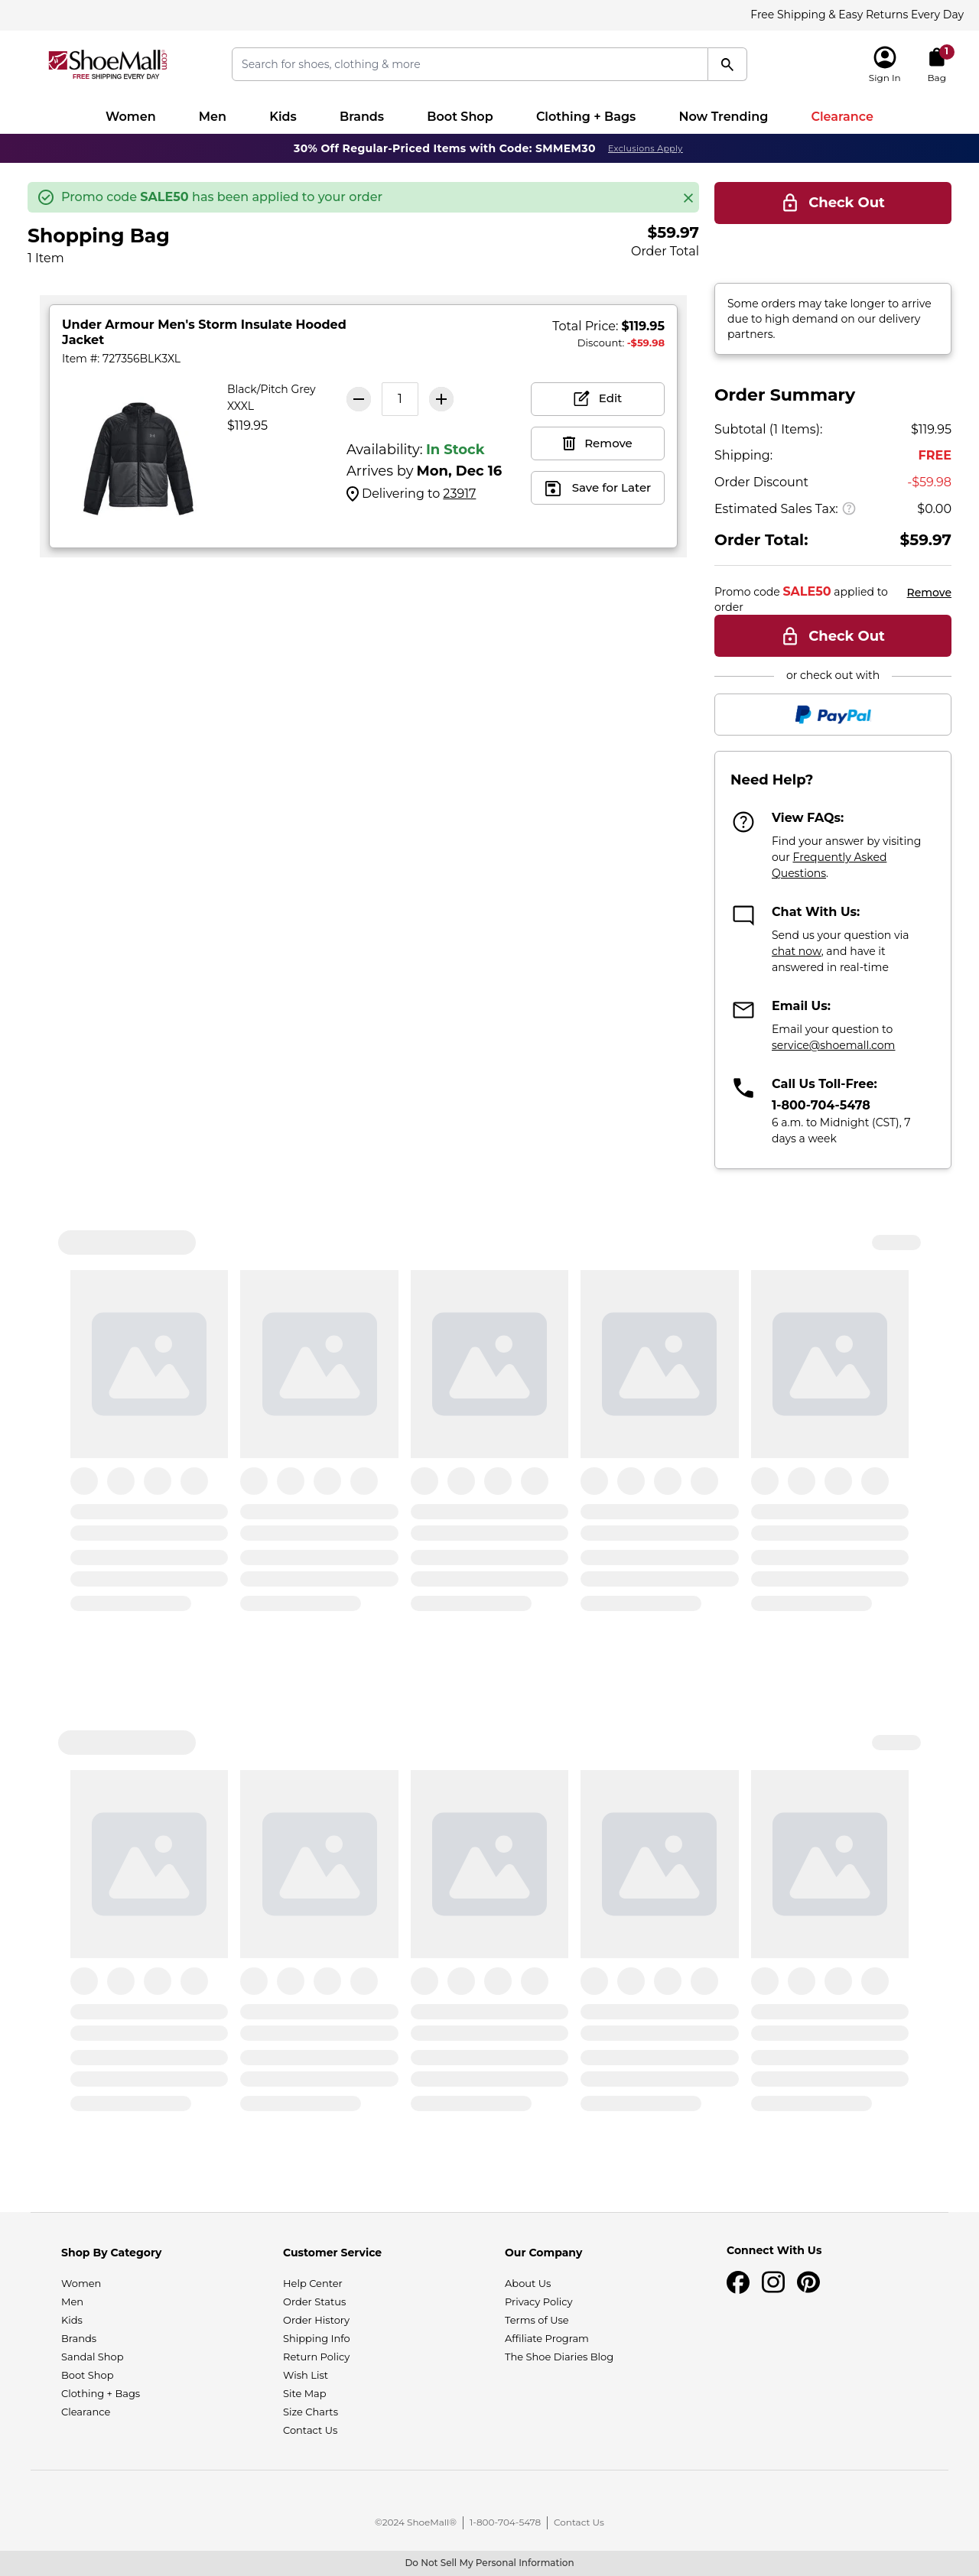 Free Shipping & Easy Returns Every Day
ShoeMall.com
FREE SHIPPING EVERY DAY
Search for shoes, clothing & more
1
Sign In
Bag
Women Men Kids Brands Boot Shop Clothing + Bags Now Trending Clearance
30% Off Regular-Priced Items with Code: SMMEM30 Exclusions Apply
Promo code SALE50 has been applied to your order
Shopping Bag
1 Item
$59.97
Order Total
Under Armour Men's Storm Insulate Hooded
Jacket
Item #: 727356BLK3XL
Total Price: $119.95
Discount: -$59.98
Black/Pitch Grey
XXXL
$119.95
1
Availability: In Stock
Arrives by Mon, Dec 16
Delivering to 23917
Edit
Remove
Save for Later
Check Out
Some orders may take longer to arrive
due to high demand on our delivery
partners.
Order Summary
Subtotal (1 Items): $119.95
Shipping: FREE
Order Discount -$59.98
Estimated Sales Tax: ? $0.00
Order Total: $59.97
Promo code SALE50 applied to
order
Remove
Check Out
or check out with
PayPal
Need Help?
View FAQs:
Find your answer by visiting
our Frequently Asked
Questions.
Chat With Us:
Send us your question via
chat now, and have it
answered in real-time
Email Us:
Email your question to
service@shoemall.com
Call Us Toll-Free:
1-800-704-5478
6 a.m. to Midnight (CST), 7
days a week
Shop By Category
Women
Men
Kids
Brands
Sandal Shop
Boot Shop
Clothing + Bags
Clearance
Customer Service
Help Center
Order Status
Order History
Shipping Info
Return Policy
Wish List
Site Map
Size Charts
Contact Us
Our Company
About Us
Privacy Policy
Terms of Use
Affiliate Program
The Shoe Diaries Blog
Connect With Us
©2024 ShoeMall® 1-800-704-5478 Contact Us
Do Not Sell My Personal Information